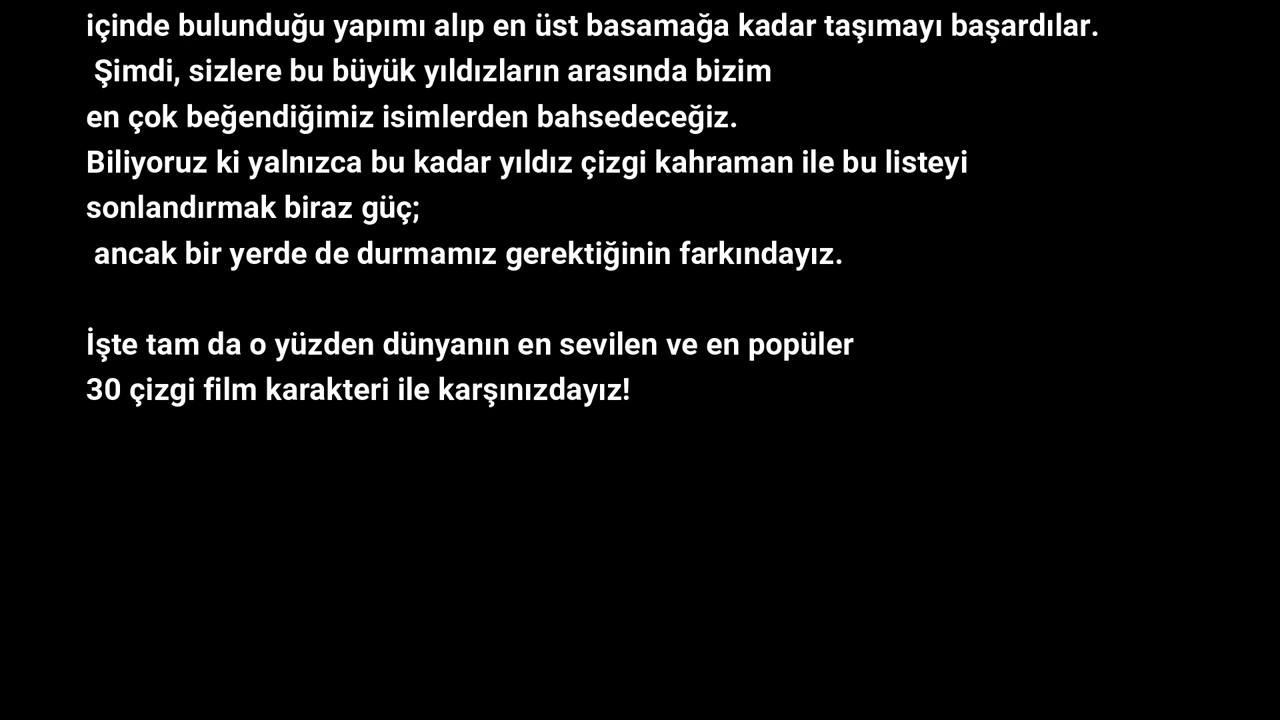 içinde bulunduğu yapımı alıp en üst basamağa kadar taşımayı başardılar.
Şimdi, sizlere bu büyük yıldızların arasında bizim
en çok beğendiğimiz isimlerden bahsedeceğiz.
Biliyoruz ki yalnızca bu kadar yıldız çizgi kahraman ile bu listeyi
sonlandırmak biraz güç;
ancak bir yerde de durmamız gerektiğinin farkındayız.
İşte tam da o yüzden dünyanın en sevilen ve en popüler
30 çizgi film karakteri ile karşınızdayız!